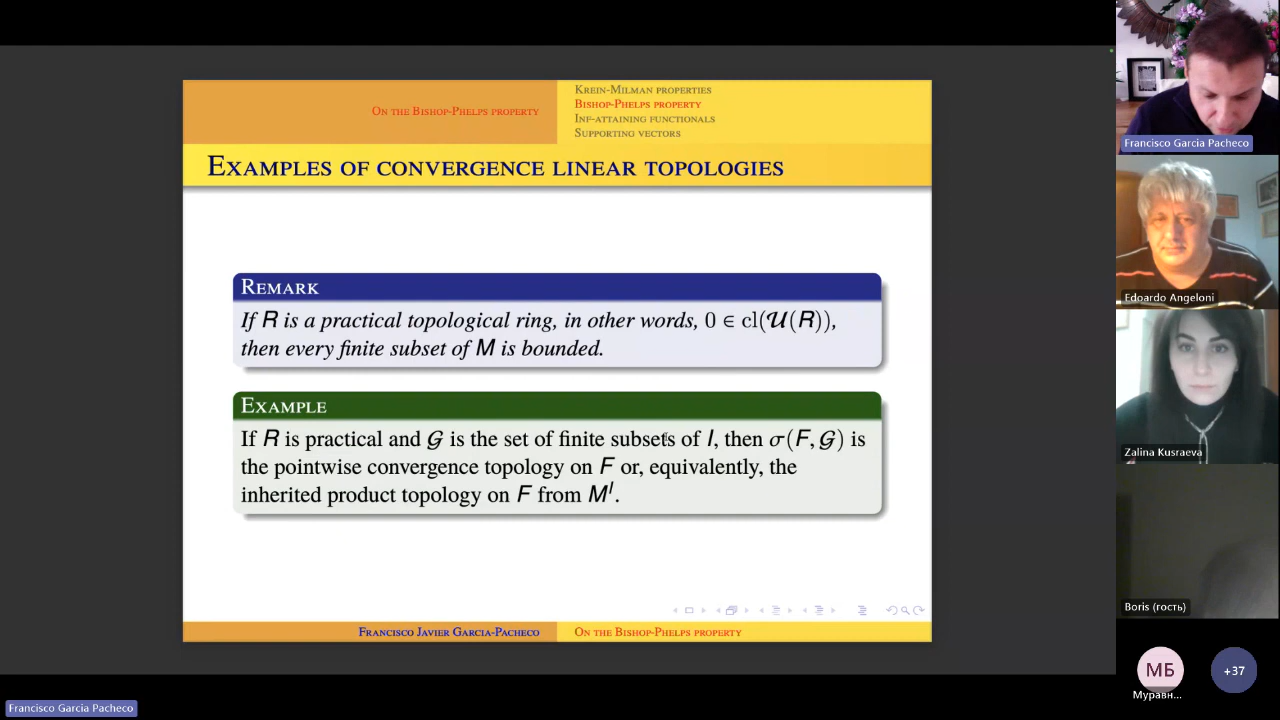 On the Bishop-Phelps property
Krein-Milman properties
Bishop-Phelps property
Inf-attaining functionals
Supporting vectors
Examples of convergence linear topologies
Remark
If R is a practical topological ring, in other words, 0 ∈ cl(𝒰(R)),
then every finite subset of M is bounded.
Example
If R is practical and 𝒢 is the set of finite subsets of I, then σ(F, 𝒢) is
the pointwise convergence topology on F or, equivalently, the
inherited product topology on F from Mᴵ.
Francisco Javier Garcia-Pacheco
On the Bishop-Phelps property
Francisco Garcia Pacheco
Edoardo Angeloni
Zalina Kusraeva
Boris (гость)
МБ
Муравн...
+37
Francisco Garcia Pacheco